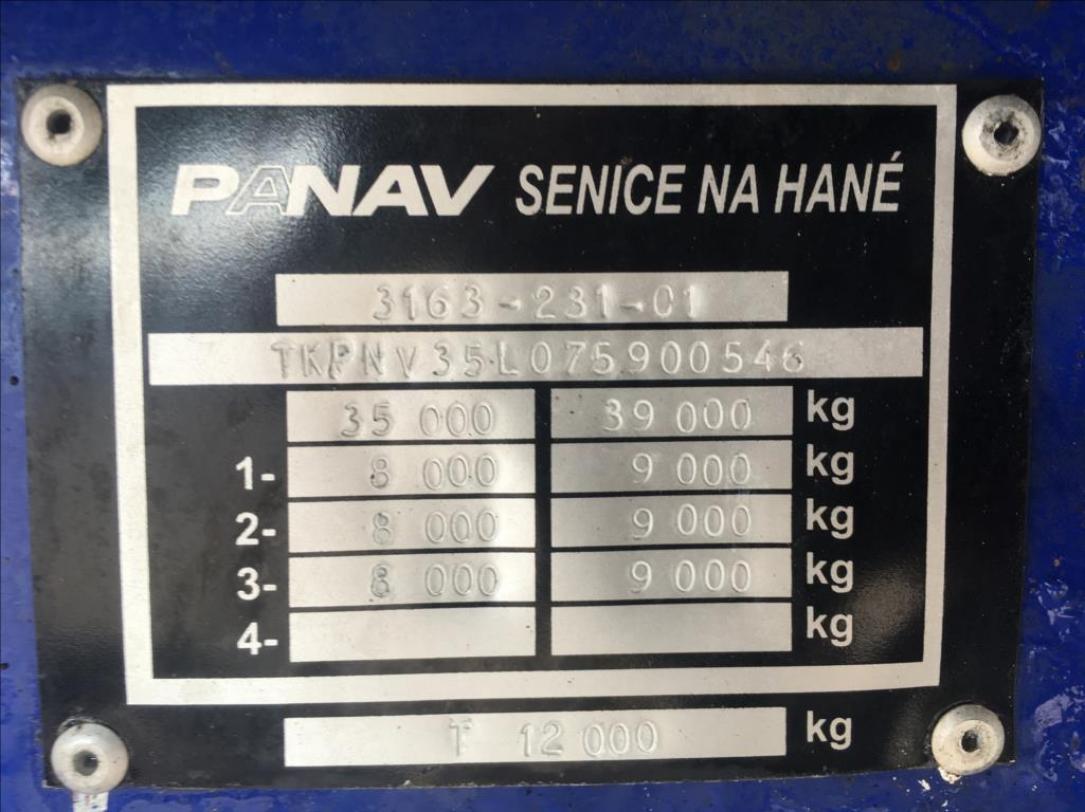 PANAV SENICE NA HANÉ
3163-231-01
TKPNV35L075900546
35 000 39 000 kg
1- 8 000 9 000 kg
2- 8 000 9 000 kg
3- 8 000 9 000 kg
4- kg
T 12 000 kg